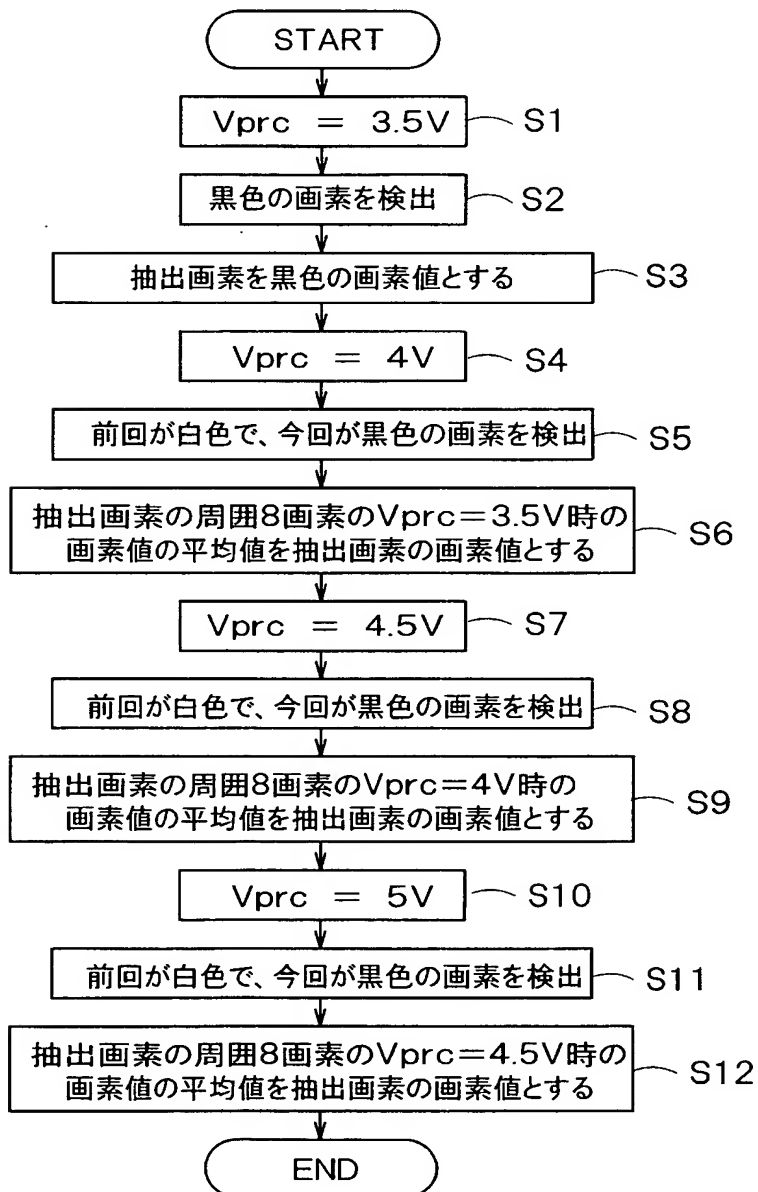 START
Vprc = 3.5V
S1
黒色の画素を検出
S2
抽出画素を黒色の画素値とする
S3
Vprc = 4V
S4
前回が白色で、今回が黒色の画素を検出
S5
抽出画素の周囲8画素のVprc=3.5V時の
画素値の平均値を抽出画素の画素値とする
S6
Vprc = 4.5V
S7
前回が白色で、今回が黒色の画素を検出
S8
抽出画素の周囲8画素のVprc=4V時の
画素値の平均値を抽出画素の画素値とする
S9
Vprc = 5V
S10
前回が白色で、今回が黒色の画素を検出
S11
抽出画素の周囲8画素のVprc=4.5V時の
画素値の平均値を抽出画素の画素値とする
S12
END